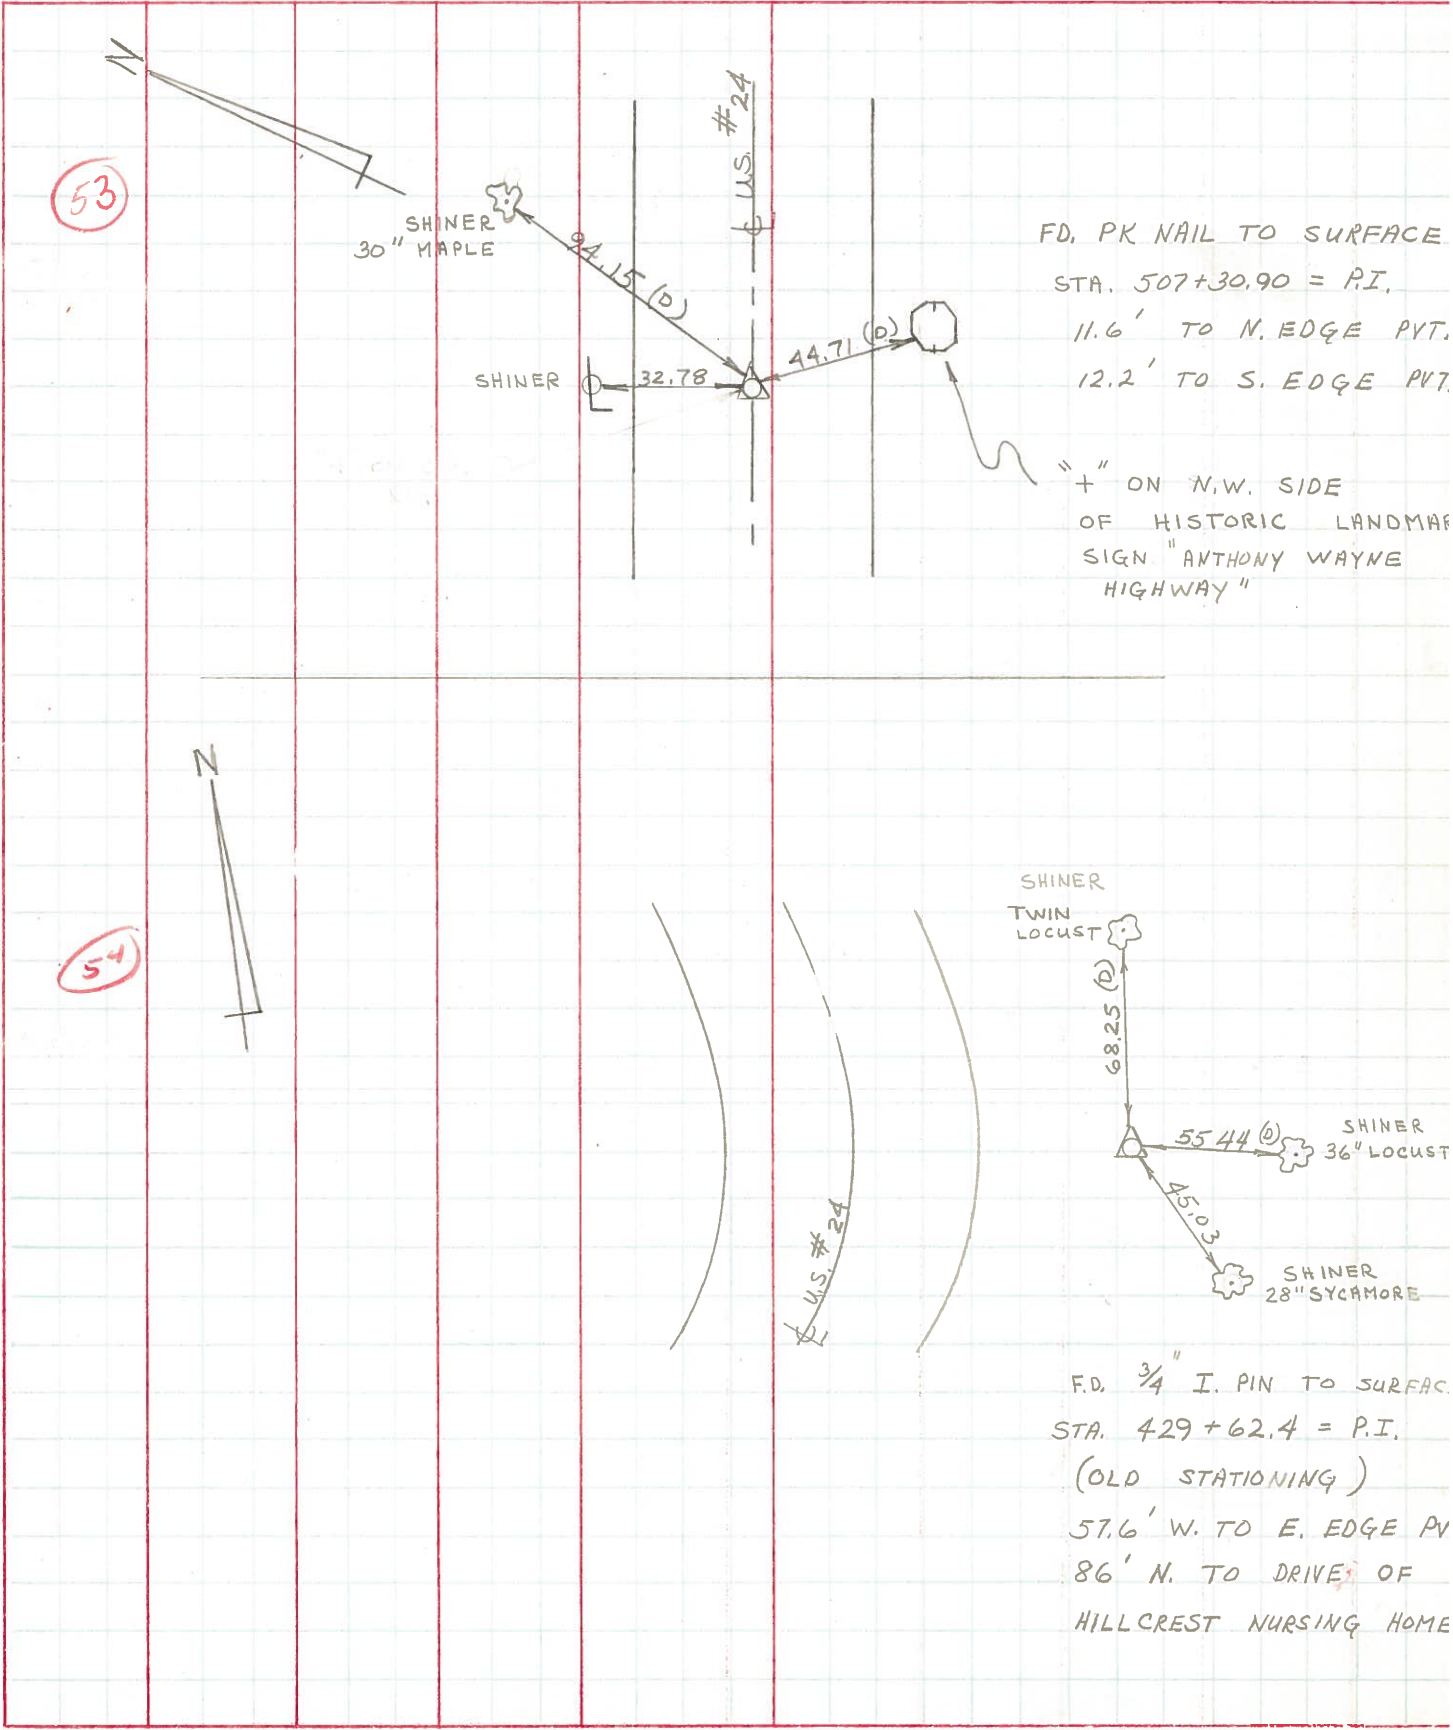 N
53
SHINER
30" MAPLE
94.15 (D)
U.S. #24
44.71 (D)
SHINER
32.78
FD. PK NAIL TO SURFACE
STA. 507+30.90 = P.I.
11.6' TO N. EDGE PVT.
12.2' TO S. EDGE PVT.
"+" ON N.W. SIDE
OF HISTORIC LANDMAR
SIGN "ANTHONY WAYNE
HIGHWAY"
N
54
U.S. #24
SHINER
TWIN
LOCUST
68.25 (D)
55.44 (D)
SHINER
36" LOCUST
45.03
SHINER
28" SYCAMORE
F.D. 3/4" I. PIN TO SURFAC
STA. 429+62.4 = P.I.
(OLD STATIONING)
57.6' W. TO E. EDGE PV
86' N. TO DRIVE OF
HILLCREST NURSING HOME